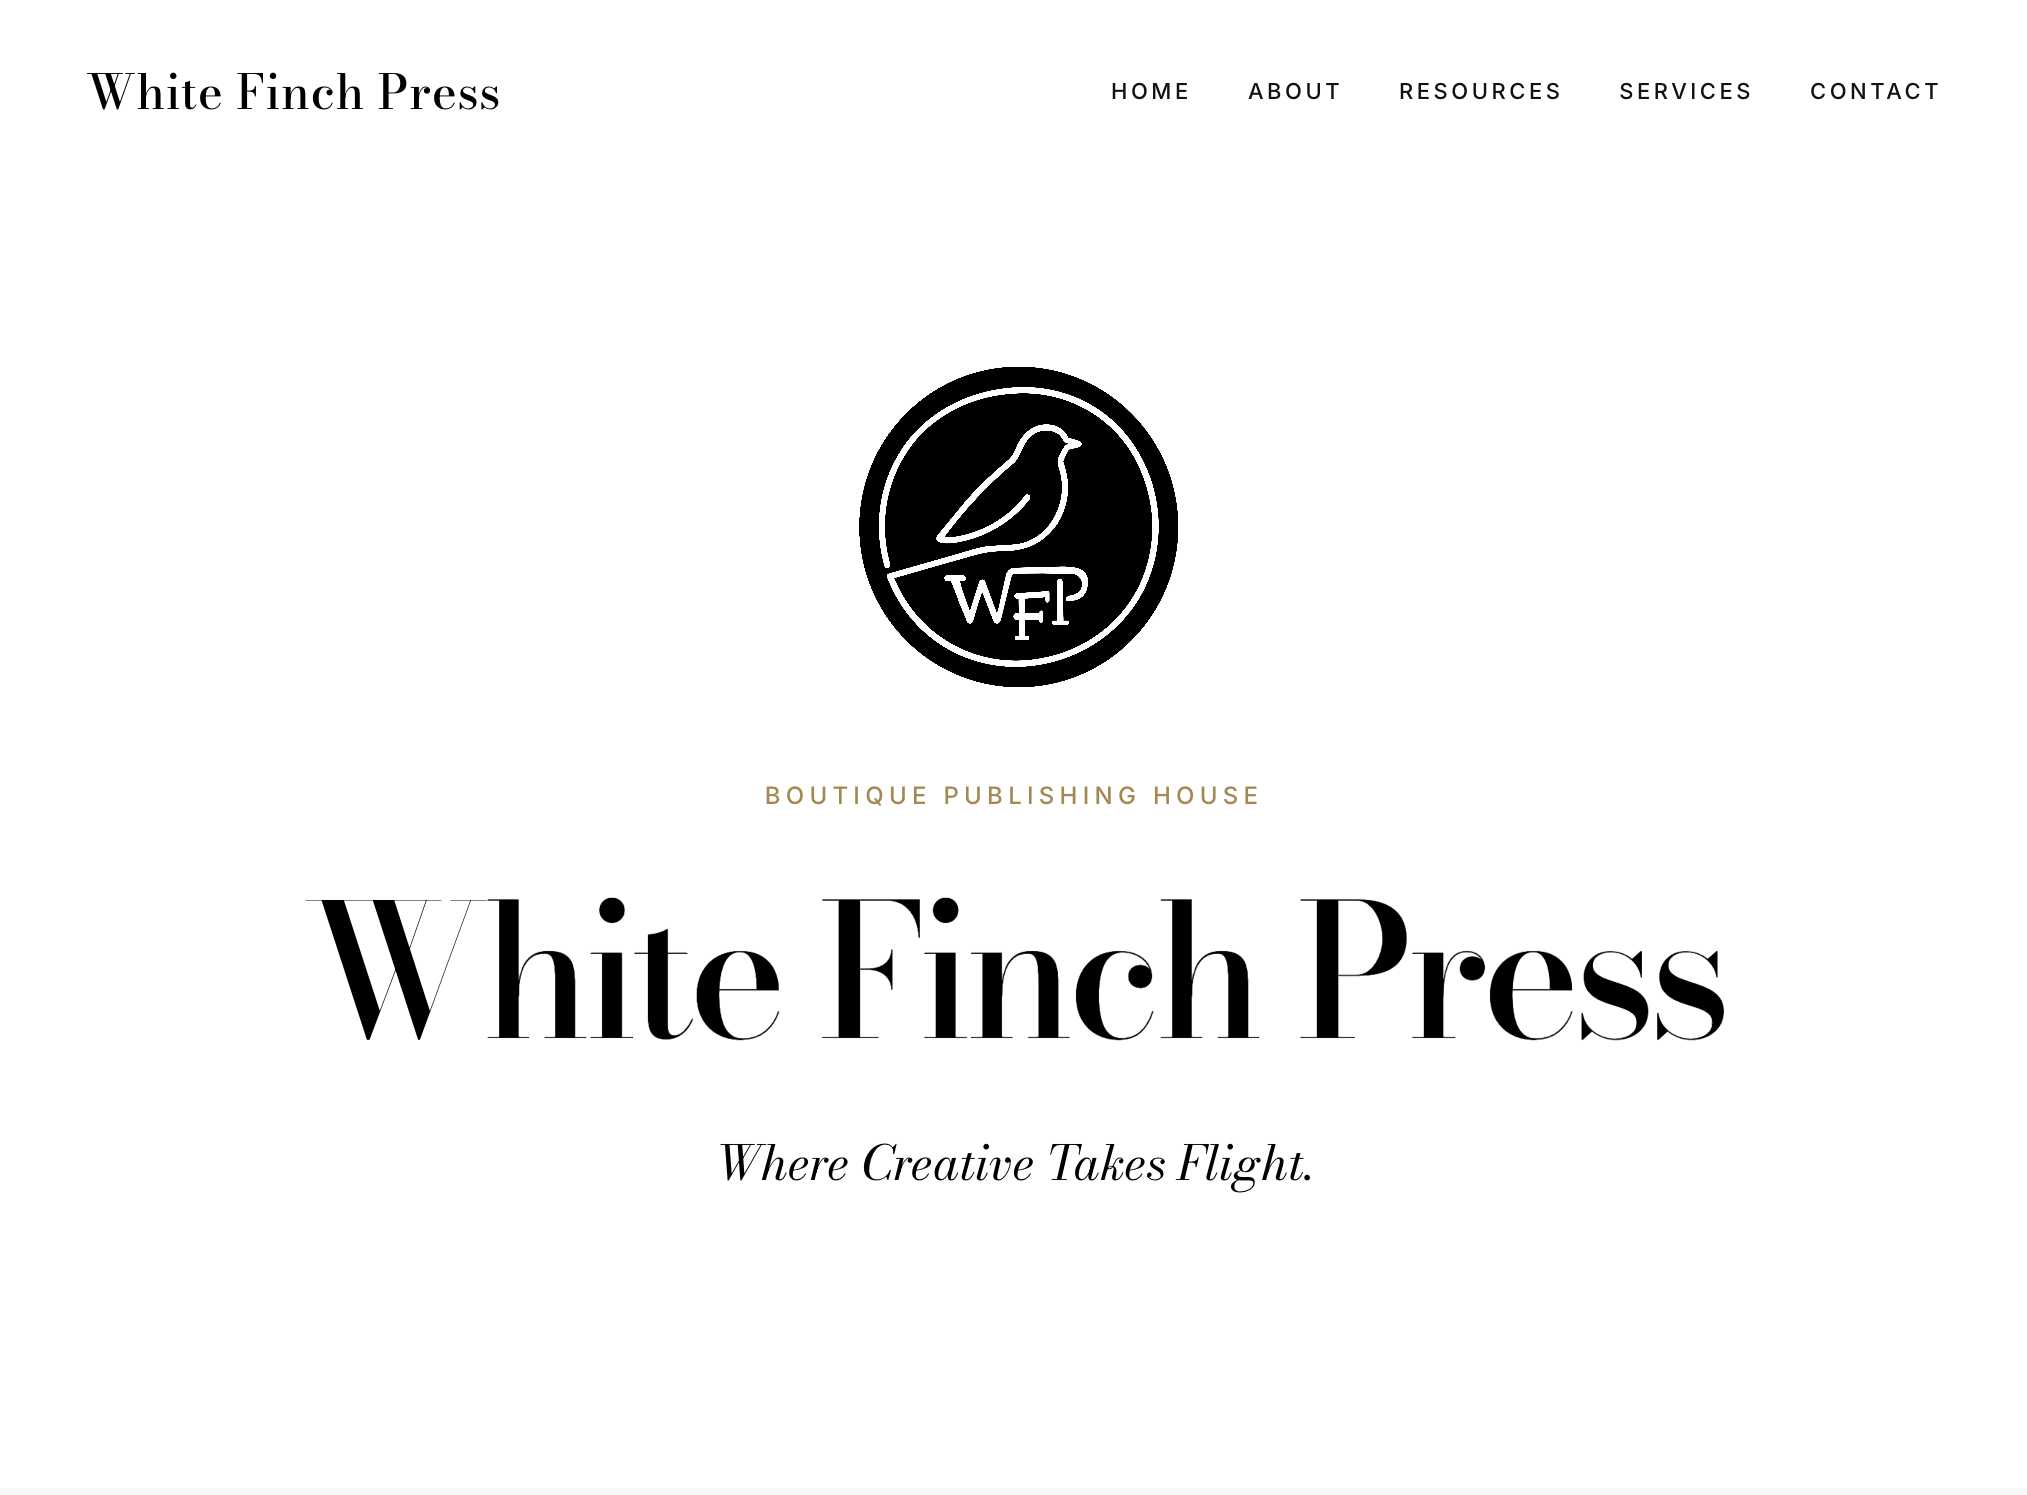 White Finch Press
HOME ABOUT RESOURCES SERVICES CONTACT
WFP
BOUTIQUE PUBLISHING HOUSE
White Finch Press
Where Creative Takes Flight.